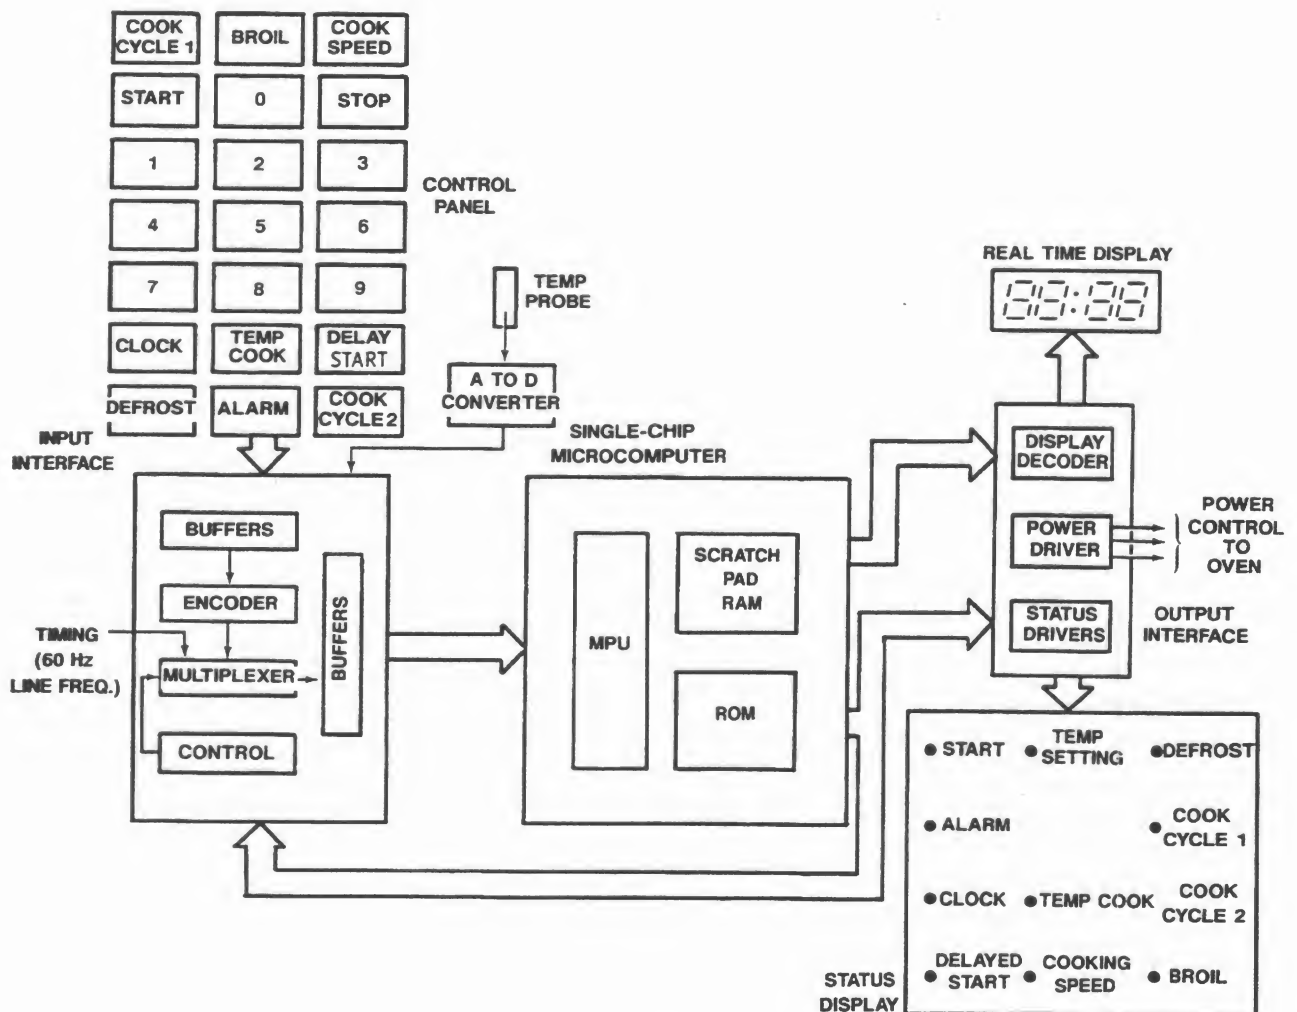 COOK
CYCLE 1
BROIL
COOK
SPEED
START
0
STOP
1
2
3
CONTROL
PANEL
4
5
6
7
8
9
TEMP
PROBE
CLOCK
TEMP
COOK
DELAY
START
DEFROST
ALARM
COOK
CYCLE 2
A TO D
CONVERTER
INPUT
INTERFACE
BUFFERS
ENCODER
TIMING
(60 Hz
LINE FREQ.)
MULTIPLEXER
CONTROL
BUFFERS
SINGLE-CHIP
MICROCOMPUTER
MPU
SCRATCH
PAD
RAM
ROM
REAL TIME DISPLAY
88:88
DISPLAY
DECODER
POWER
DRIVER
POWER
CONTROL
TO
OVEN
STATUS
DRIVERS
OUTPUT
INTERFACE
START
TEMP
SETTING
DEFROST
ALARM
COOK
CYCLE 1
CLOCK
TEMP COOK
COOK
CYCLE 2
DELAYED
START
COOKING
SPEED
BROIL
STATUS
DISPLAY